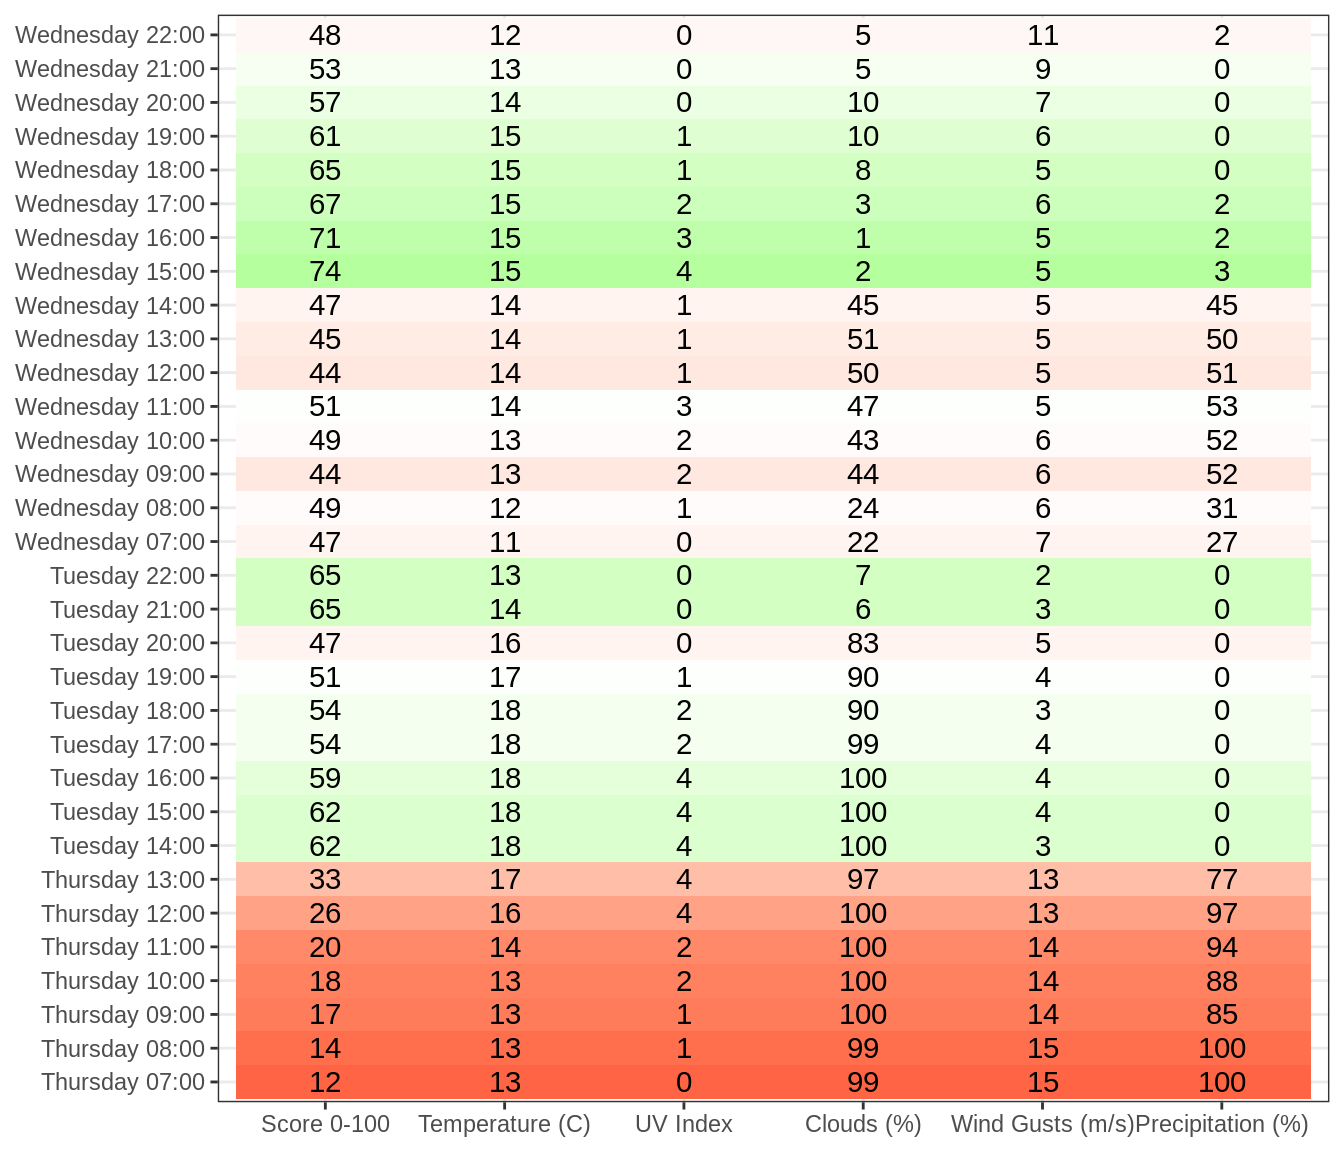 Wednesday 22:00 48 12 0 5 11 2
Wednesday 21:00 53 13 0 5 9 0
Wednesday 20:00 57 14 0 10 7 0
Wednesday 19:00 61 15 1 10 6 0
Wednesday 18:00 65 15 1 8 5 0
Wednesday 17:00 67 15 2 3 6 2
Wednesday 16:00 71 15 3 1 5 2
Wednesday 15:00 74 15 4 2 5 3
Wednesday 14:00 47 14 1 45 5 45
Wednesday 13:00 45 14 1 51 5 50
Wednesday 12:00 44 14 1 50 5 51
Wednesday 11:00 51 14 3 47 5 53
Wednesday 10:00 49 13 2 43 6 52
Wednesday 09:00 44 13 2 44 6 52
Wednesday 08:00 49 12 1 24 6 31
Wednesday 07:00 47 11 0 22 7 27
Tuesday 22:00 65 13 0 7 2 0
Tuesday 21:00 65 14 0 6 3 0
Tuesday 20:00 47 16 0 83 5 0
Tuesday 19:00 51 17 1 90 4 0
Tuesday 18:00 54 18 2 90 3 0
Tuesday 17:00 54 18 2 99 4 0
Tuesday 16:00 59 18 4 100 4 0
Tuesday 15:00 62 18 4 100 4 0
Tuesday 14:00 62 18 4 100 3 0
Thursday 13:00 33 17 4 97 13 77
Thursday 12:00 26 16 4 100 13 97
Thursday 11:00 20 14 2 100 14 94
Thursday 10:00 18 13 2 100 14 88
Thursday 09:00 17 13 1 100 14 85
Thursday 08:00 14 13 1 99 15 100
Thursday 07:00 12 13 0 99 15 100
Score 0-100 Temperature (C) UV Index Clouds (%) Wind Gusts (m/s) Precipitation (%)